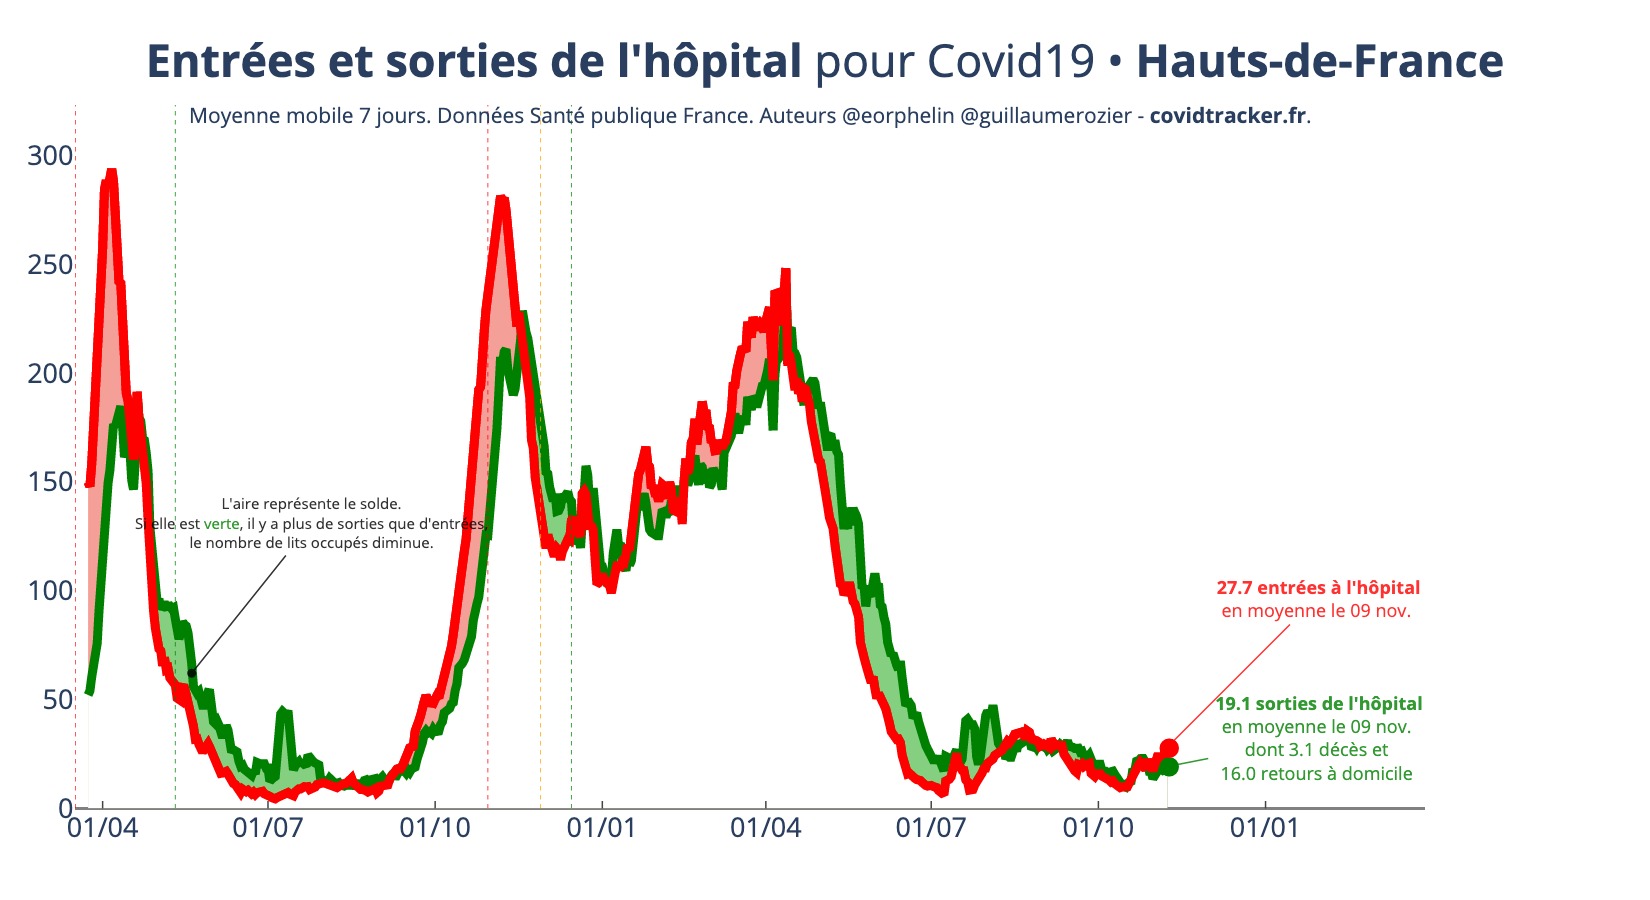 Entrées et sorties de l'hôpital pour Covid19 • Hauts-de-France
Moyenne mobile 7 jours. Données Santé publique France. Auteurs @eorphelin @guillaumerozier - covidtracker.fr.
300
250
200
150
100
50
0
L'aire représente le solde.
Si elle est verte, il y a plus de sorties que d'entrées,
le nombre de lits occupés diminue.
27.7 entrées à l'hôpital
en moyenne le 09 nov.
19.1 sorties de l'hôpital
en moyenne le 09 nov.
dont 3.1 décès et
16.0 retours à domicile
01/04 01/07 01/10 01/01 01/04 01/07 01/10 01/01